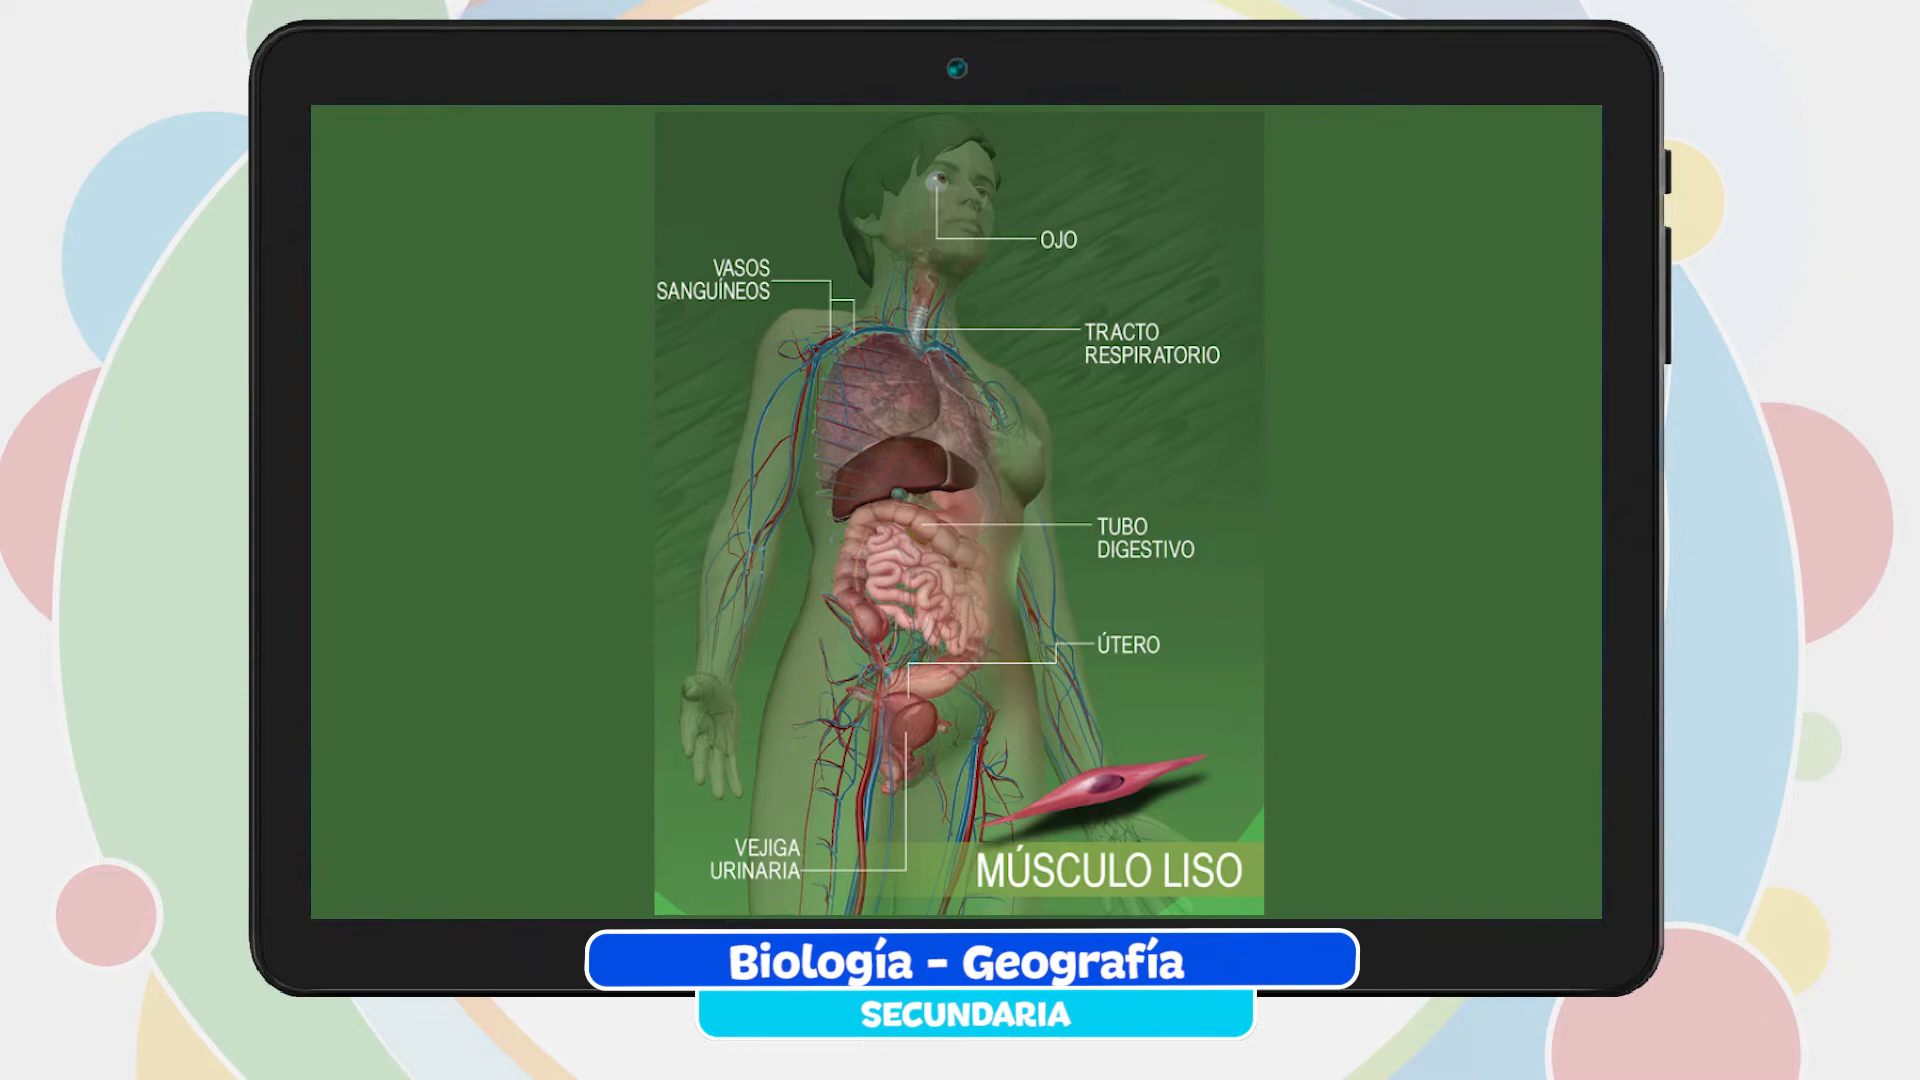 OJO
VASOS
SANGUÍNEOS
TRACTO
RESPIRATORIO
TUBO
DIGESTIVO
ÚTERO
VEJIGA
URINARIA
MÚSCULO LISO
Biología - Geografía
SECUNDARIA